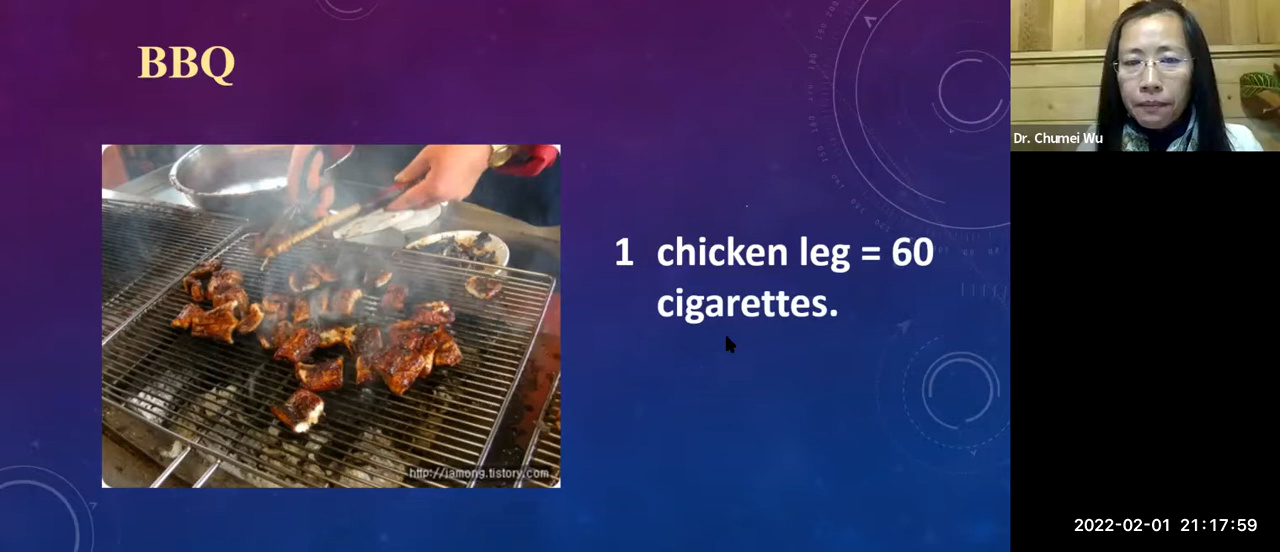 BBQ
1 chicken leg = 60
cigarettes.
http://iamong.tistory.com
Dr. Chumei Wu
2022-02-01 21:17:59